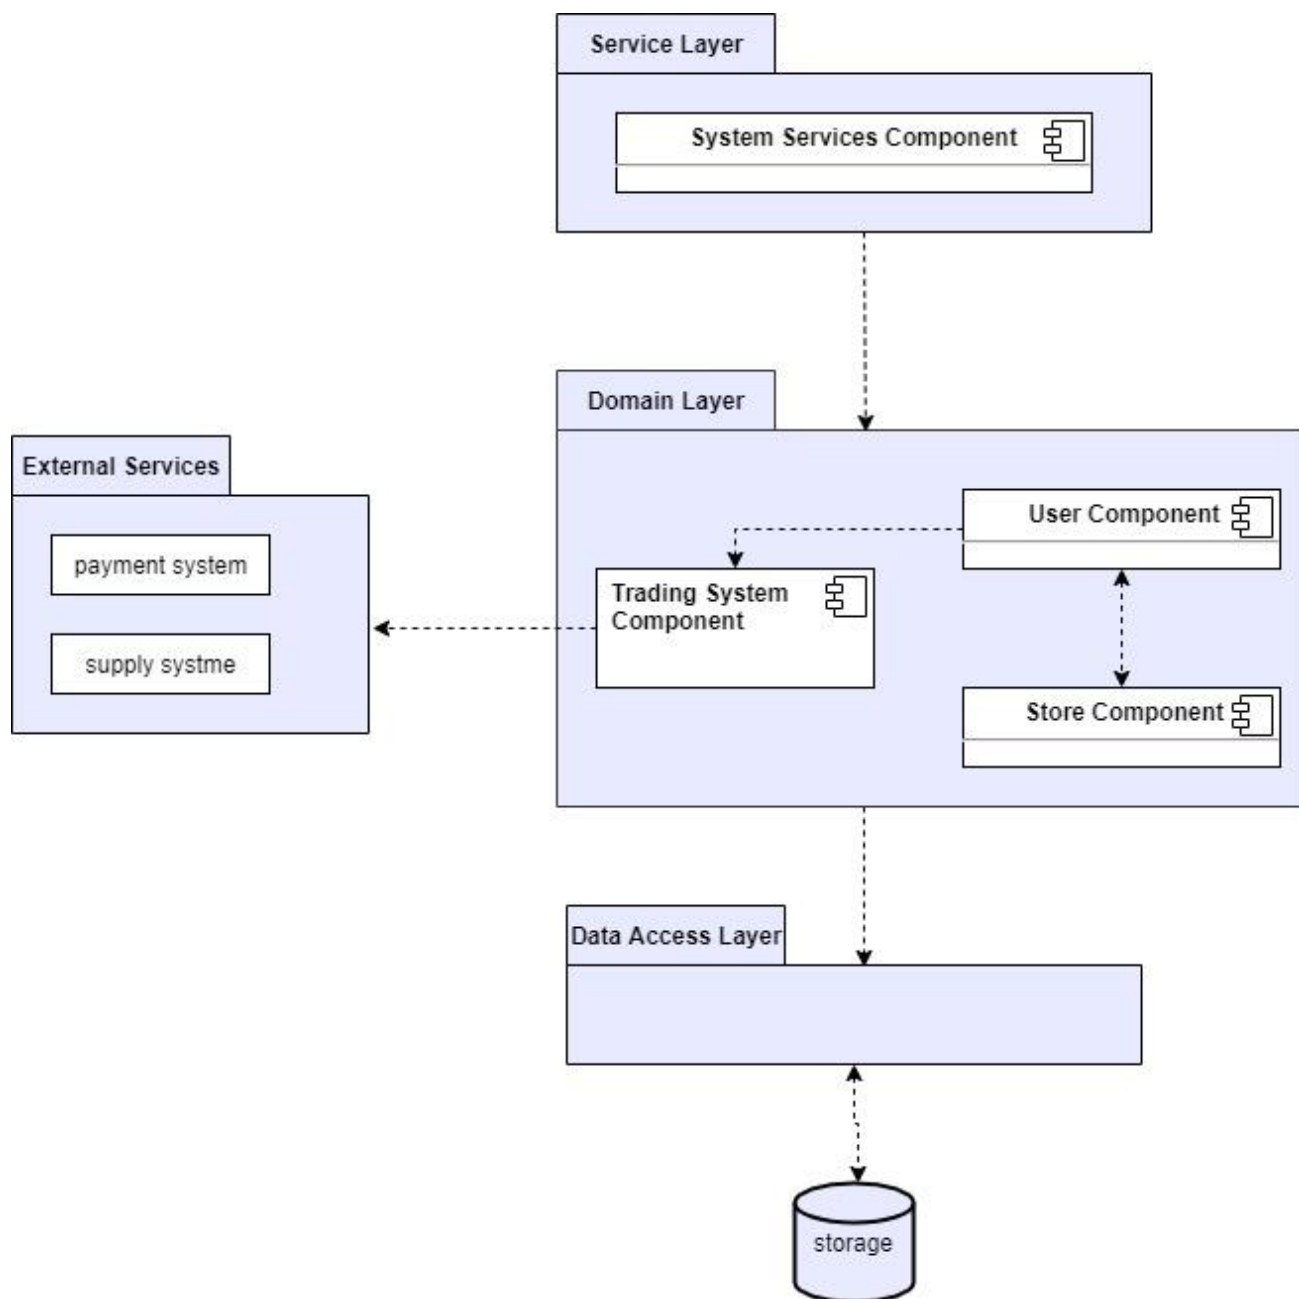 Service Layer
System Services Component
Domain Layer
External Services
User Component
payment system
Trading System
Component
supply systme
Store Component
Data Access Layer
storage